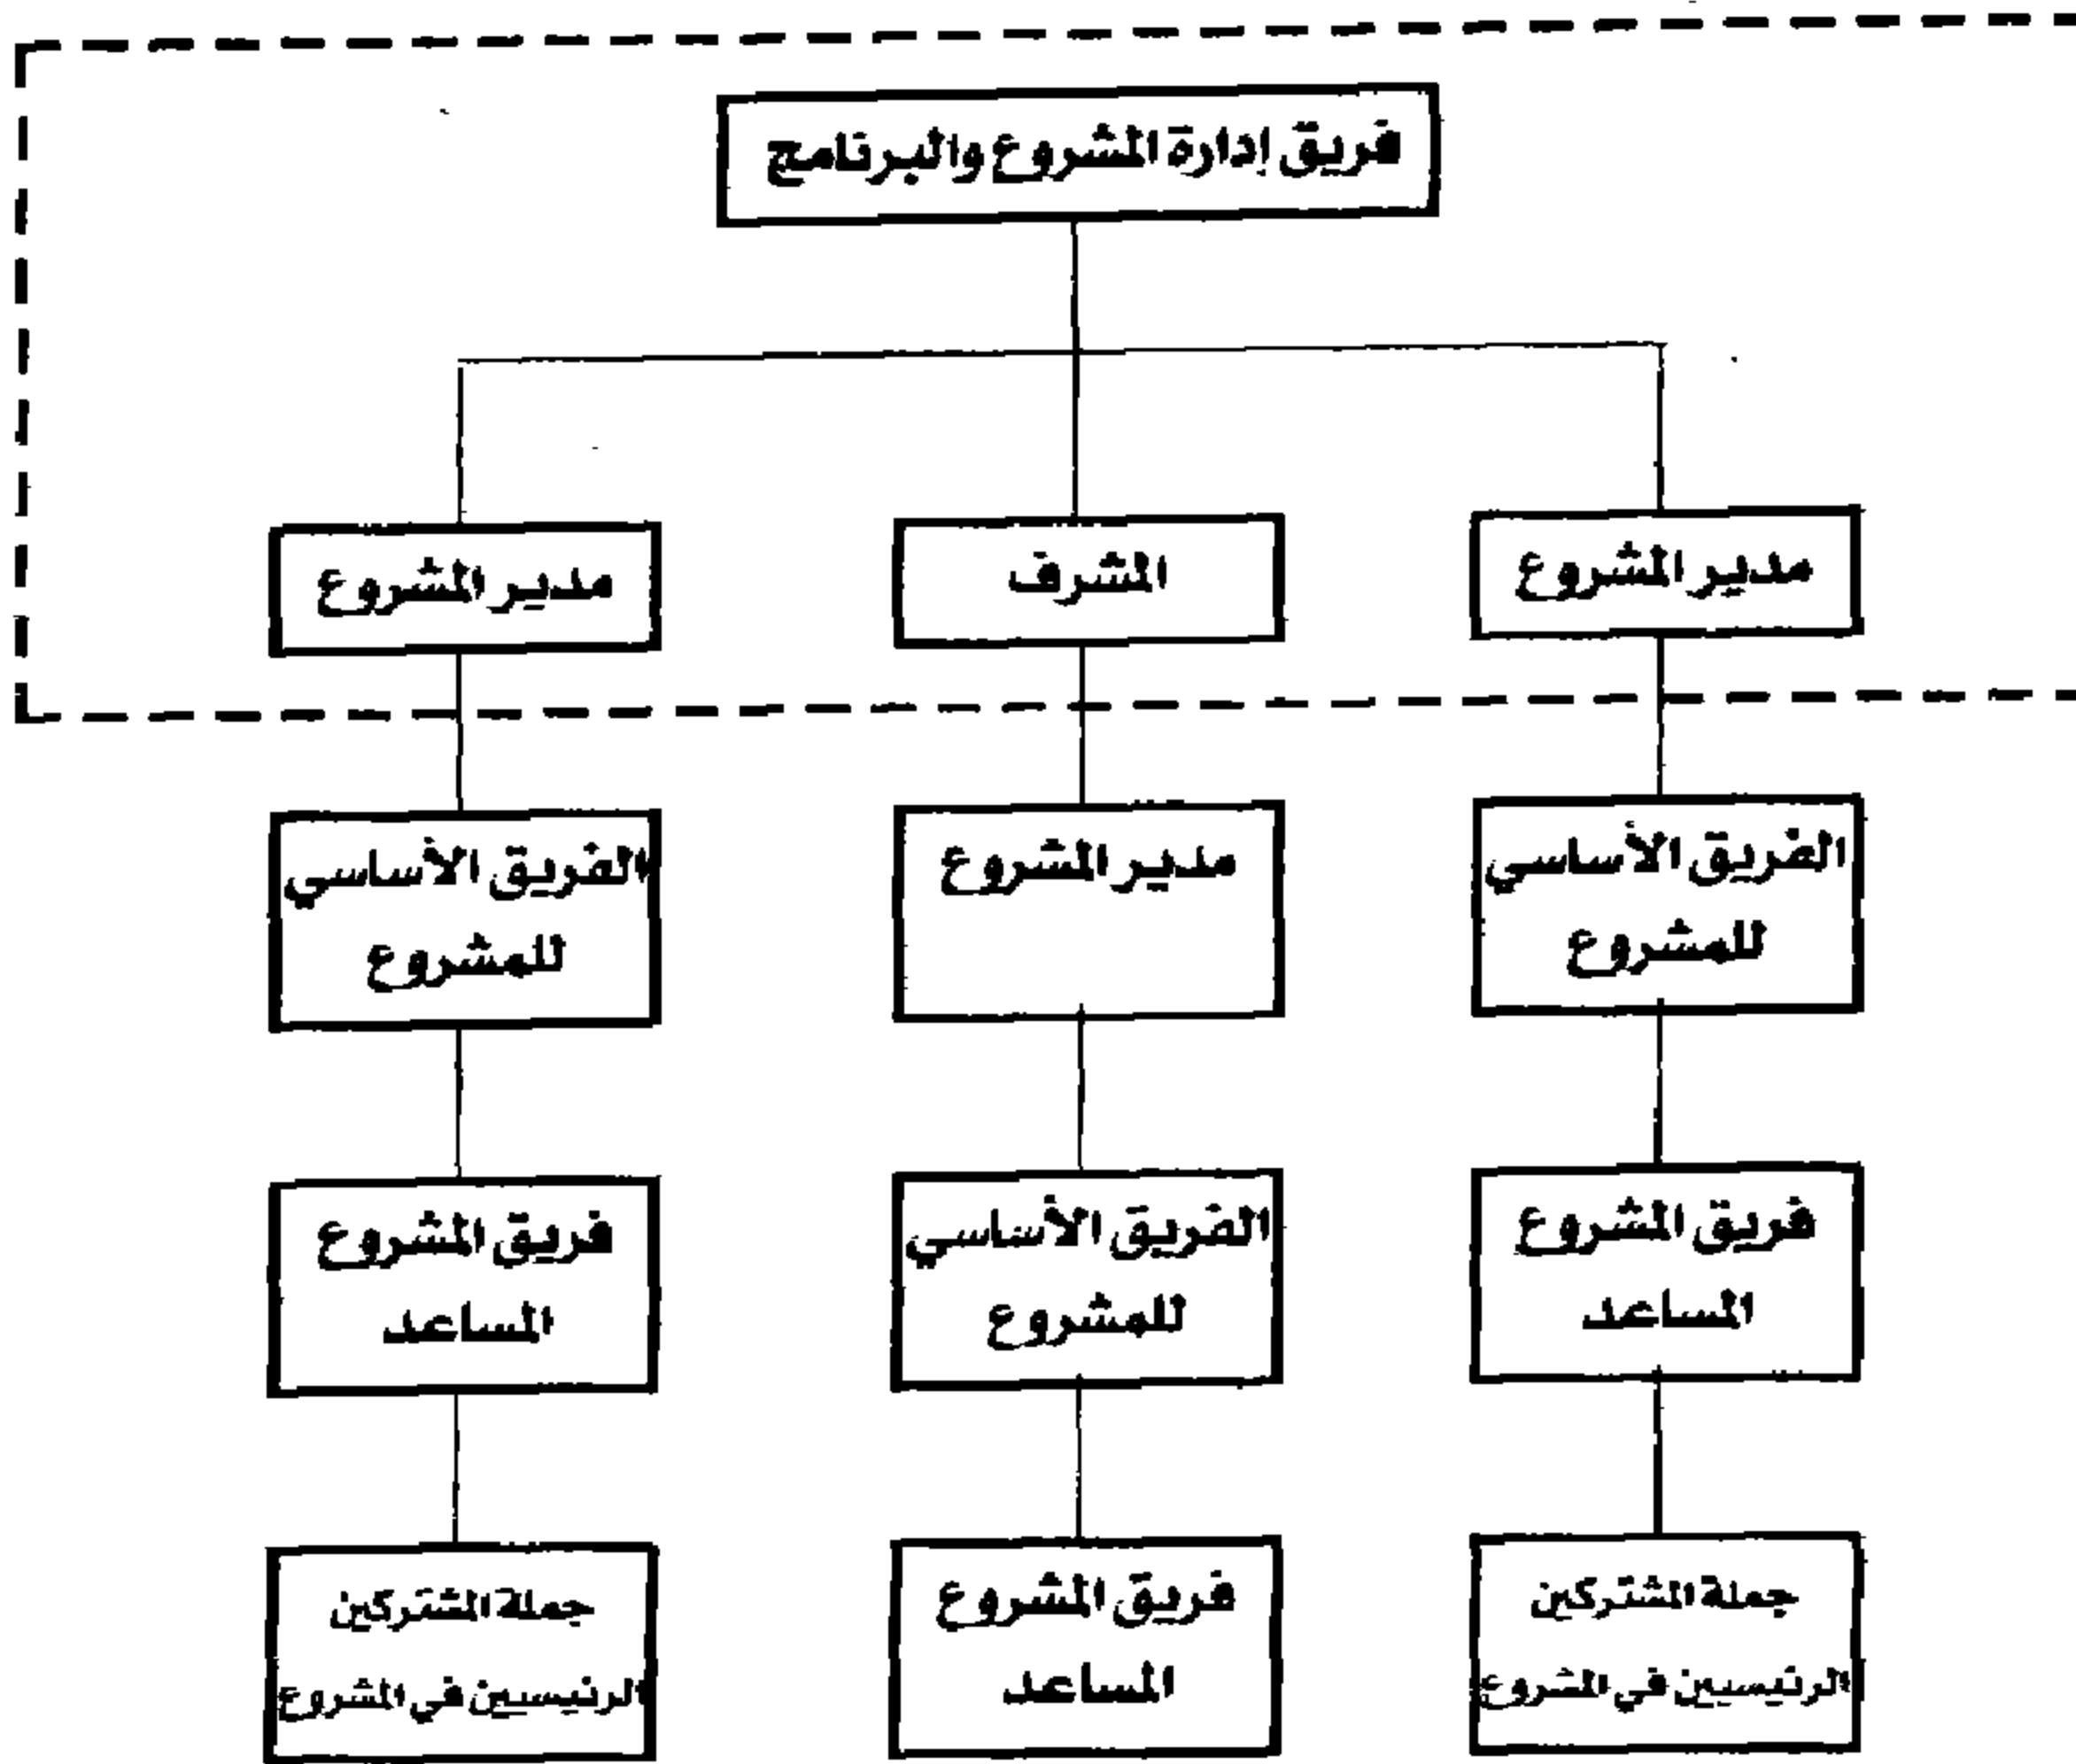 فريق إدارة المشروع والبرنامج
مدير المشروع
المشرف
مدير المشروع
الفريق الأساسي
للمشروع
مدير المشروع
الفريق الأساسي
للمشروع
فريق المشروع
المساعد
الفريق الأساسي
للمشروع
فريق المشروع
المساعد
جملة المشتركين
الرئيسيين في المشروع
فريق المشروع
المساعد
جملة المشتركين
الرئيسيين في المشروع